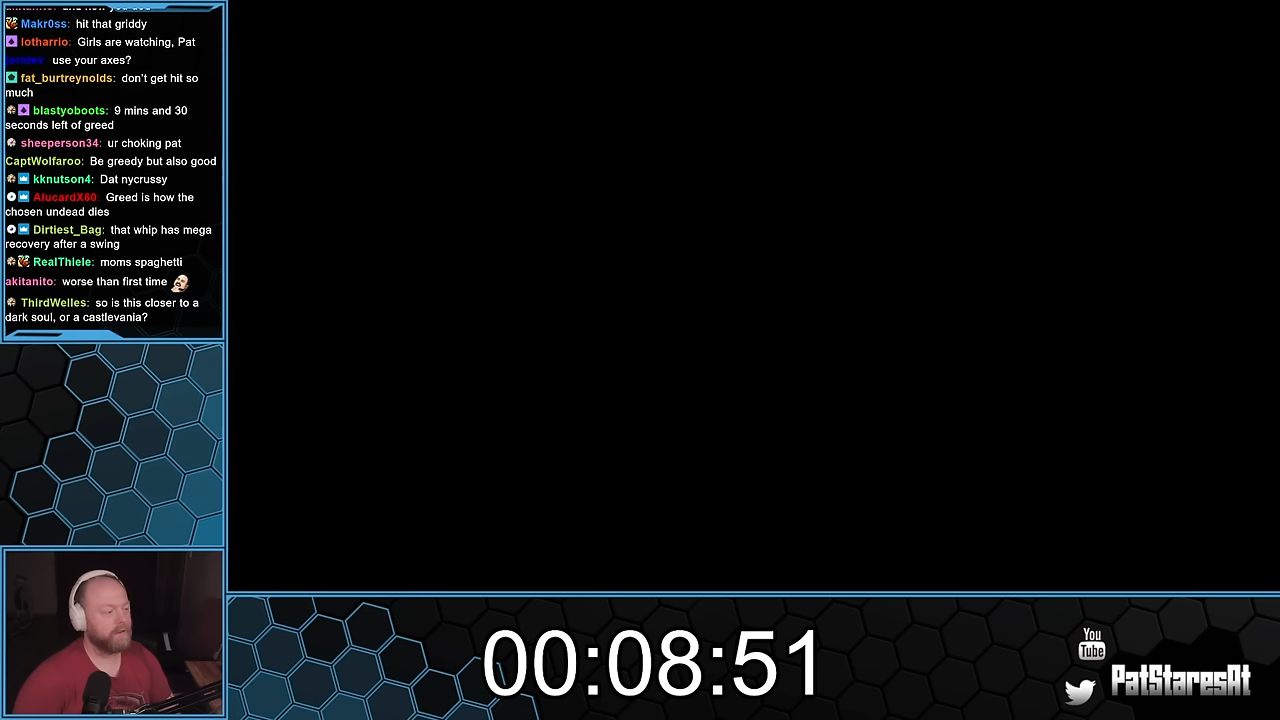 Makr0ss: hit that griddy
lotharrio: Girls are watching, Pat
use your axes?
fat_burtreynolds: don't get hit so
much
blastyoboots: 9 mins and 30
seconds left of greed
sheeperson34: ur choking pat
CaptWolfaroo: Be greedy but also good
kknutson4: Dat nycrussy
AlucardX60: Greed is how the
chosen undead dies
Dirtiest_Bag: that whip has mega
recovery after a swing
RealThiele: moms spaghetti
akitanito: worse than first time
ThirdWelles: so is this closer to a
dark soul, or a castlevania?
00:08:51
You
Tube
PatStaresAt